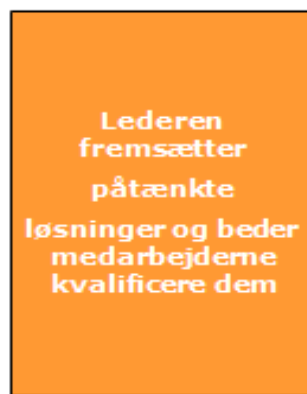 Lederen
fremsætter
påtænkte
løsninger og beder
medarbejderne
kvalificere dem